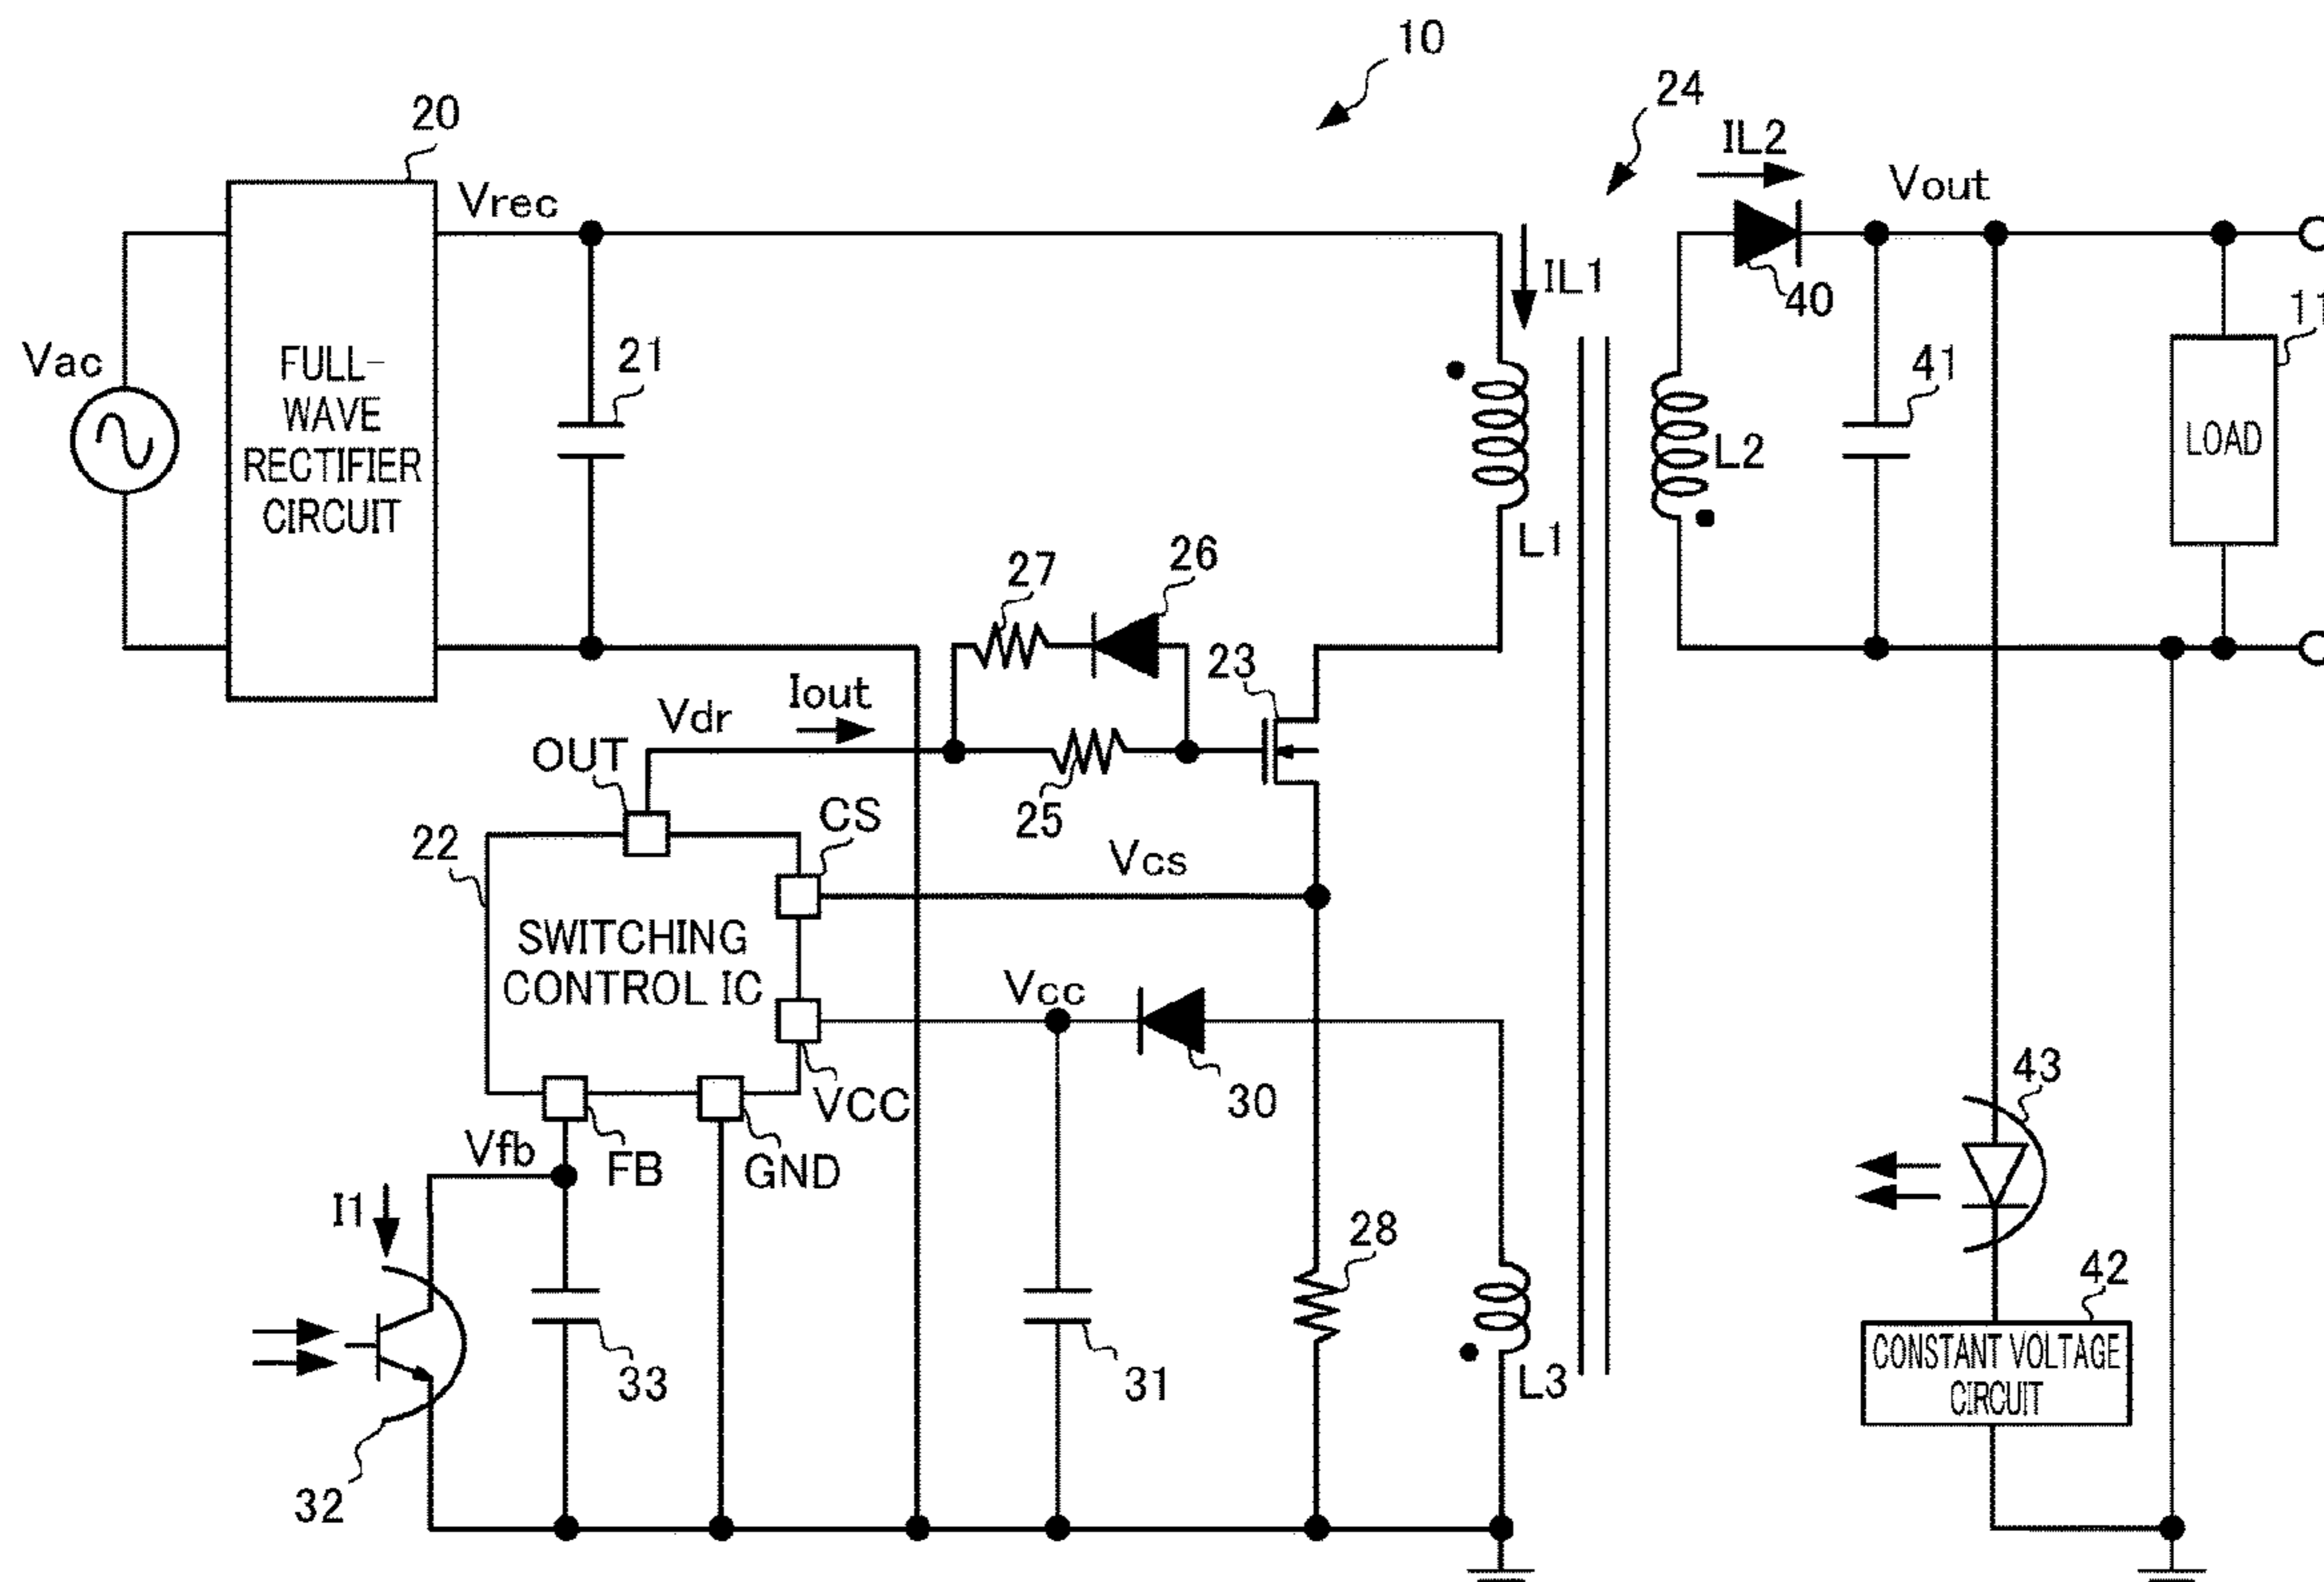 10
20
24
IL2
Vrec
Vout
Vac
FULL-
WAVE
RECTIFIER
CIRCUIT
21
IL1
40
41
11
LOAD
L2
L1
27
26
23
Iout
Vdr
OUT
25
CS
22
Vcs
SWITCHING
CONTROL IC
Vcc
VCC
30
43
Vfb
FB
GND
I1
28
42
33
31
L3
CONSTANT VOLTAGE
CIRCUIT
32